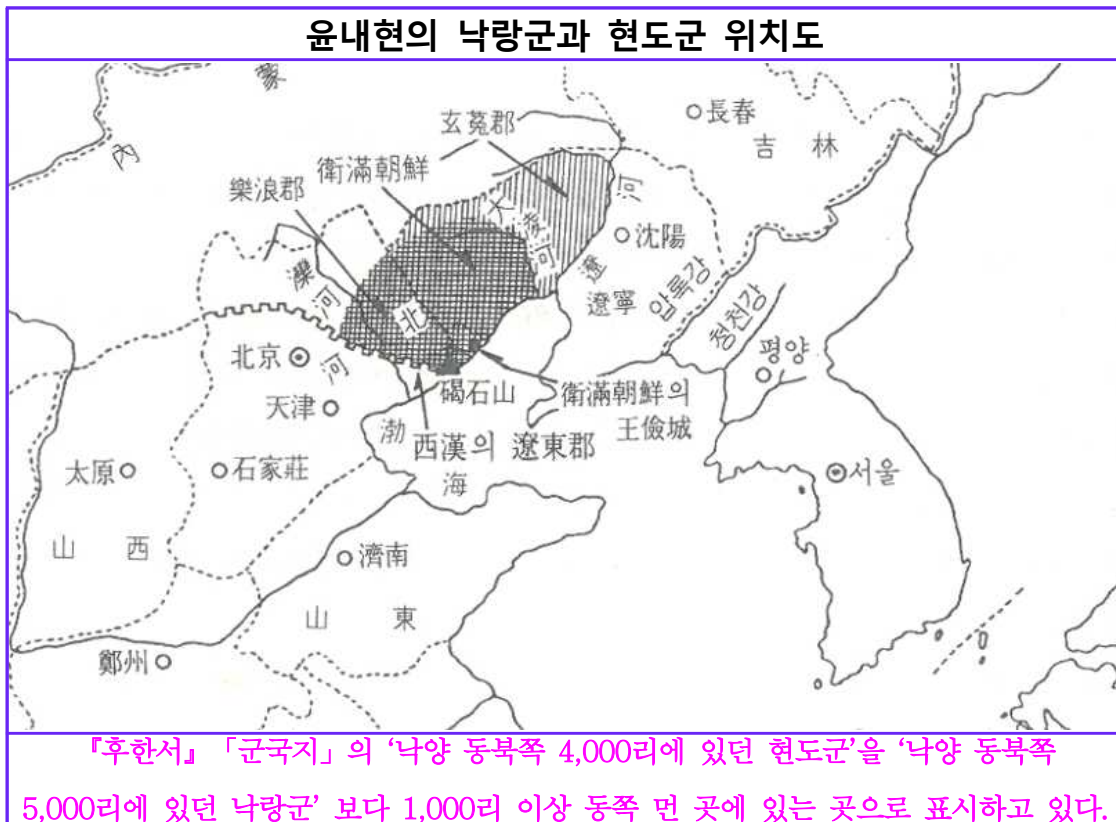 윤내현의 낙랑군과 현도군 위치도
蒙
內
玄菟郡
長春
吉 林
衛滿朝鮮
樂浪郡
大凌河
河
遼
瀋陽
沈陽
遼寧
압록강
청천강
평양
灤河
北
北京
河
天津
碣石山
衛滿朝鮮의
王儉城
渤
海
西漢의 遼東郡
太原
石家莊
서울
山 西
濟南
山 東
鄭州
『후한서』「군국지」의 ‘낙양 동북쪽 4,000리에 있던 현도군’을 ‘낙양 동북쪽
5,000리에 있던 낙랑군’ 보다 1,000리 이상 동쪽 먼 곳에 있는 곳으로 표시하고 있다.